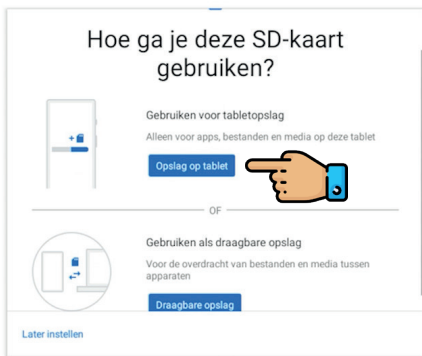 Hoe ga je deze SD-kaart
gebruiken?
Gebruiken voor tabletopslag
Alleen voor apps, bestanden en media op deze tablet
Opslag op tablet
OF
Gebruiken als draagbare opslag
Voor de overdracht van bestanden en media tussen
apparaten
Draagbare opslag
Later instellen